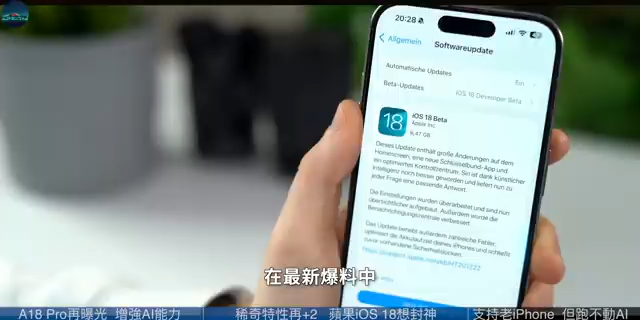 20:28
Allgemein
Softwareupdate
Automatische Updates
Ein
Beta-Updates
iOS 18 Developer Beta
18
iOS 18 Beta
Apple Inc.
6,47 GB
Dieses Update enthält große Änderungen auf dem
Homescreen, eine neue Schlüsselbund-App und
ein optimiertes Kontrollzentrum. Siri ist dank künstlicher
Intelligenz noch besser geworden und liefert nun zu
jeder Frage eine passende Antwort.
Die Einstellungen wurden überarbeitet und sind nun
übersichtlicher aufgebaut. Außerdem wurde die
Benachrichtigungszentrale verbessert
Das Update behebt außerdem zahlreiche Fehler,
optimiert die Akkulaufzeit deines iPhones und schließt
zuvor vorhandene Sicherheitslücken.
在最新爆料中
A18 Pro再曝光 增強AI能力
稀奇特性再+2 蘋果iOS 18想封神
支持老iPhone 但跑不動AI